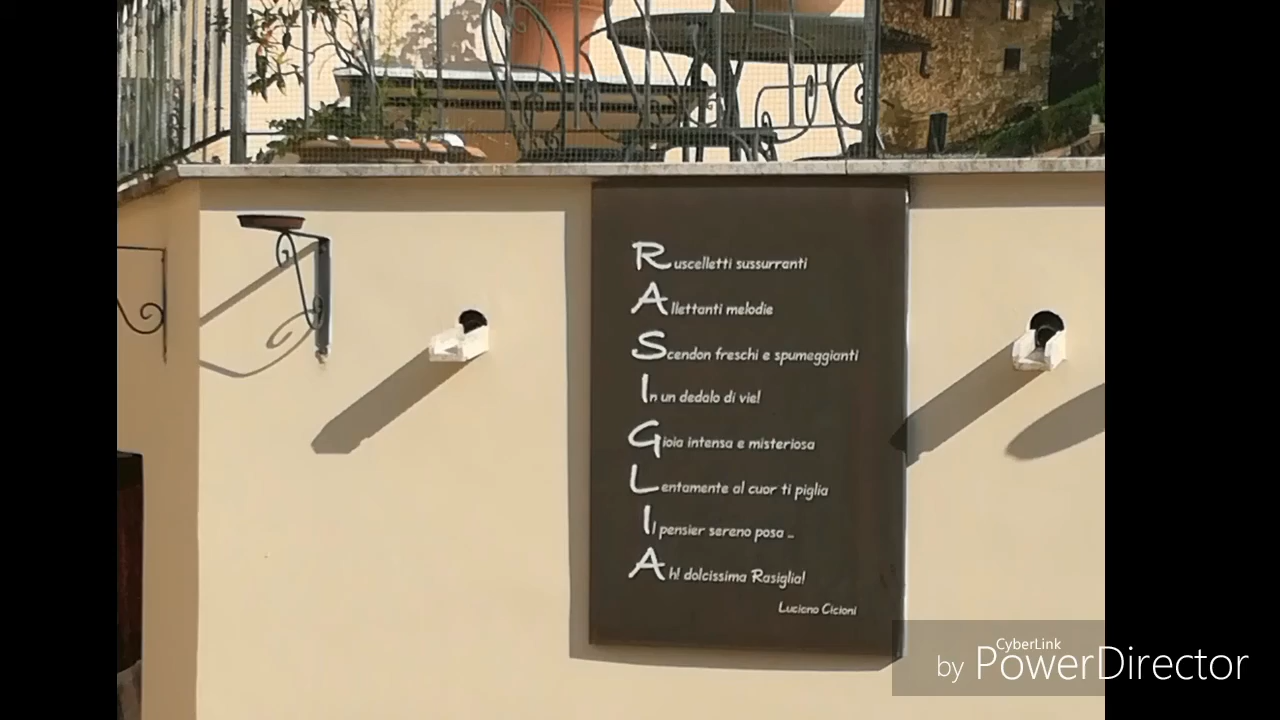 Ruscelletti sussurranti
Allettanti melodie
Scendon freschi e spumeggianti
In un dedalo di vie!
Gioia intensa e misteriosa
Lentamente al cuor ti piglia
Il pensier sereno posa ...
Ah! dolcissima Rasiglia!
Luciano Cicioni
CyberLink
by PowerDirector